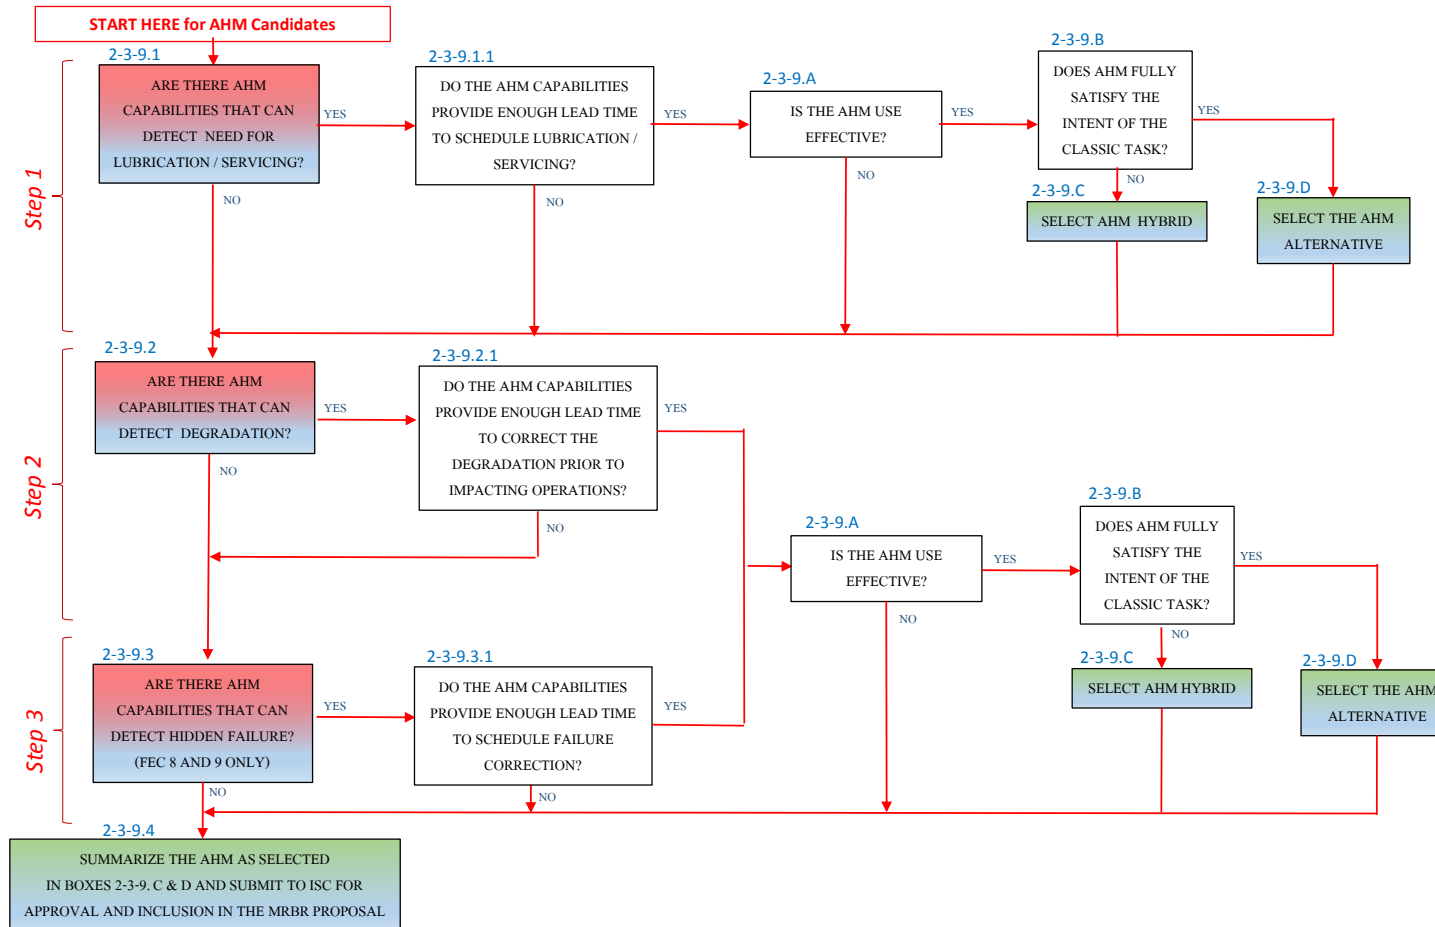 START HERE for AHM Candidates
Step 1
2-3-9.1
ARE THERE AHM
CAPABILITIES THAT CAN
DETECT NEED FOR
LUBRICATION / SERVICING?
YES
NO
2-3-9.1.1
DO THE AHM CAPABILITIES
PROVIDE ENOUGH LEAD TIME
TO SCHEDULE LUBRICATION /
SERVICING?
YES
NO
2-3-9.A
IS THE AHM USE
EFFECTIVE?
YES
NO
2-3-9.B
DOES AHM FULLY
SATISFY THE
INTENT OF THE
CLASSIC TASK?
YES
NO
2-3-9.C
SELECT AHM HYBRID
2-3-9.D
SELECT THE AHM
ALTERNATIVE
Step 2
2-3-9.2
ARE THERE AHM
CAPABILITIES THAT CAN
DETECT DEGRADATION?
YES
NO
2-3-9.2.1
DO THE AHM CAPABILITIES
PROVIDE ENOUGH LEAD TIME
TO CORRECT THE
DEGRADATION PRIOR TO
IMPACTING OPERATIONS?
YES
NO
2-3-9.A
IS THE AHM USE
EFFECTIVE?
YES
NO
2-3-9.B
DOES AHM FULLY
SATISFY THE
INTENT OF THE
CLASSIC TASK?
YES
NO
2-3-9.C
SELECT AHM HYBRID
2-3-9.D
SELECT THE AHM
ALTERNATIVE
Step 3
2-3-9.3
ARE THERE AHM
CAPABILITIES THAT CAN
DETECT HIDDEN FAILURE?
(FEC 8 AND 9 ONLY)
YES
NO
2-3-9.3.1
DO THE AHM CAPABILITIES
PROVIDE ENOUGH LEAD TIME
TO SCHEDULE FAILURE
CORRECTION?
YES
NO
2-3-9.4
SUMMARIZE THE AHM AS SELECTED
IN BOXES 2-3-9. C & D AND SUBMIT TO ISC FOR
APPROVAL AND INCLUSION IN THE MRBR PROPOSAL